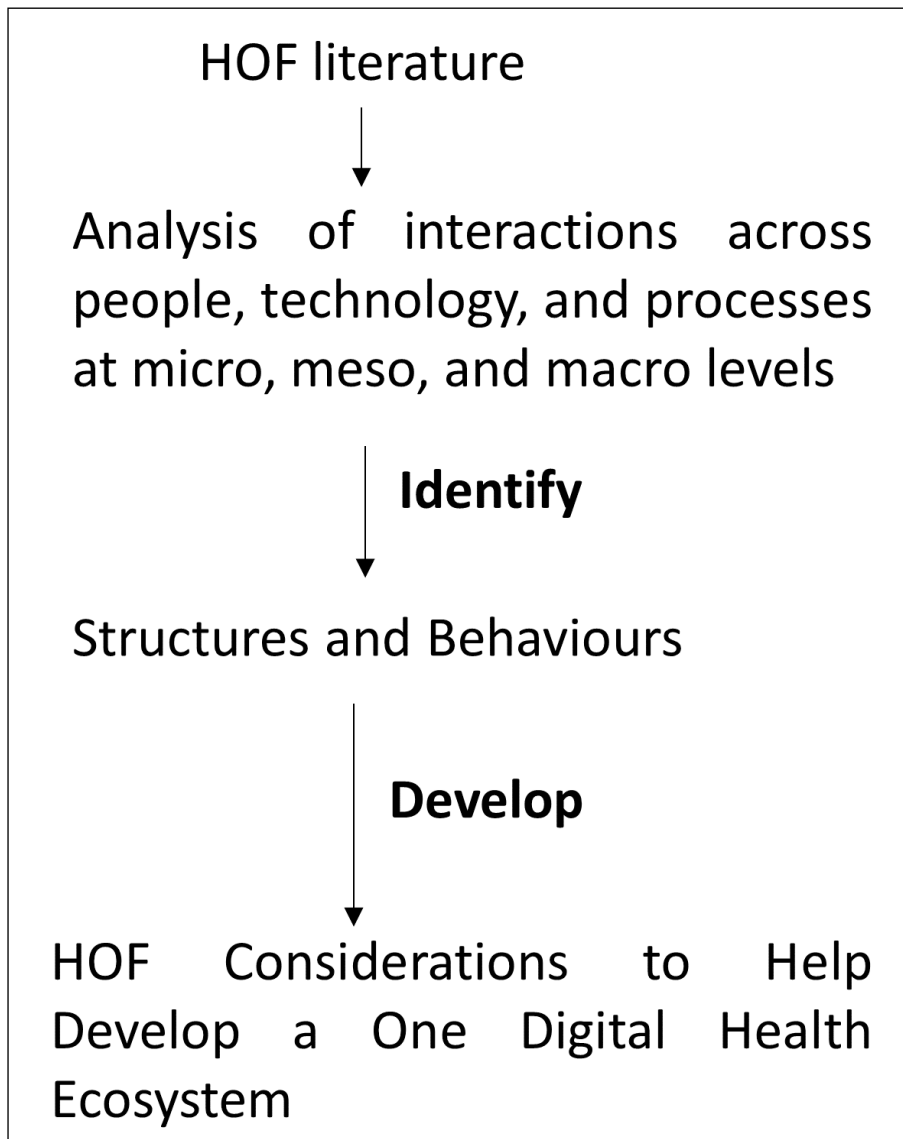 HOF literature
Analysis of interactions across
people, technology, and processes
at micro, meso, and macro levels
Identify
Structures and Behaviours
Develop
HOF Considerations to Help
Develop a One Digital Health
Ecosystem